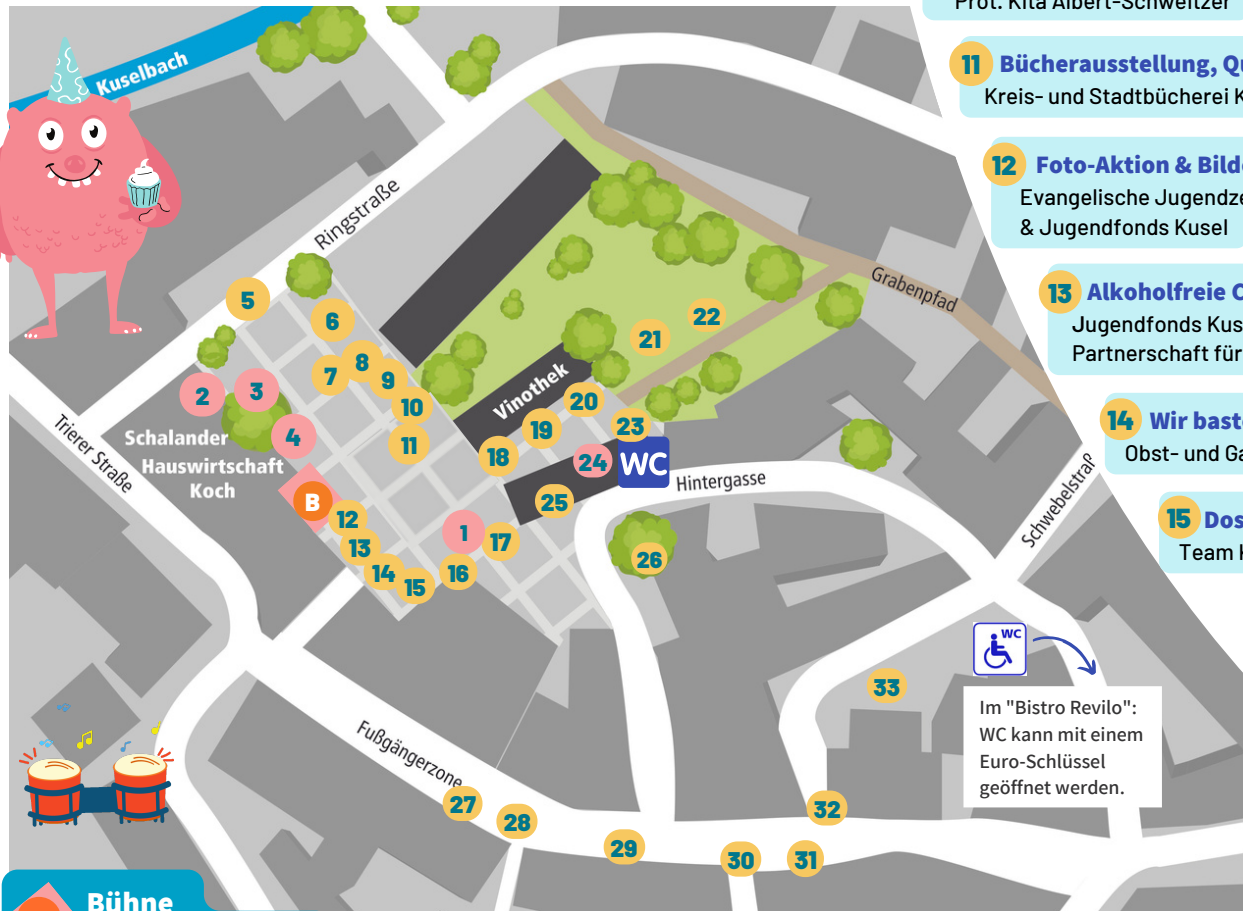 Prot. Kita Albert-Schweitzer
11 Bücherausstellung, Qu
Kreis- und Stadtbücherei K
12 Foto-Aktion & Bild
Evangelische Jugendze
& Jugendfonds Kusel
13 Alkoholfreie C
Jugendfonds Kus
Partnerschaft für
14 Wir bast
Obst- und Ga
15 Dos
Team
Kuselbach
Ringstraße
Grabenpfad
5
6
22
21
7
8
9
2
3
10
Vinothek
20
Trierer Straße
Schalander
4
11
19
23
Hauswirtschaft
Koch
18
24
WC
Hintergasse
B
25
Schwebelstraß
12
1
17
13
26
14
15
16
WC
33
Im "Bistro Revilo":
WC kann mit einem
Euro-Schlüssel
geöffnet werden.
Fußgängerzone
27
28
32
29
30
31
Bühne